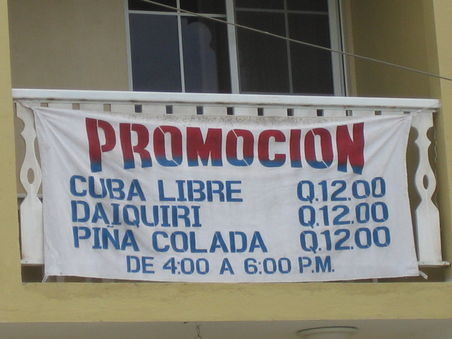 PROMOCION
CUBA LIBRE Q.12.00
DAIQUIRI Q.12.00
PIÑA COLADA Q.12.00
DE 4:00 A 6:00 P.M.